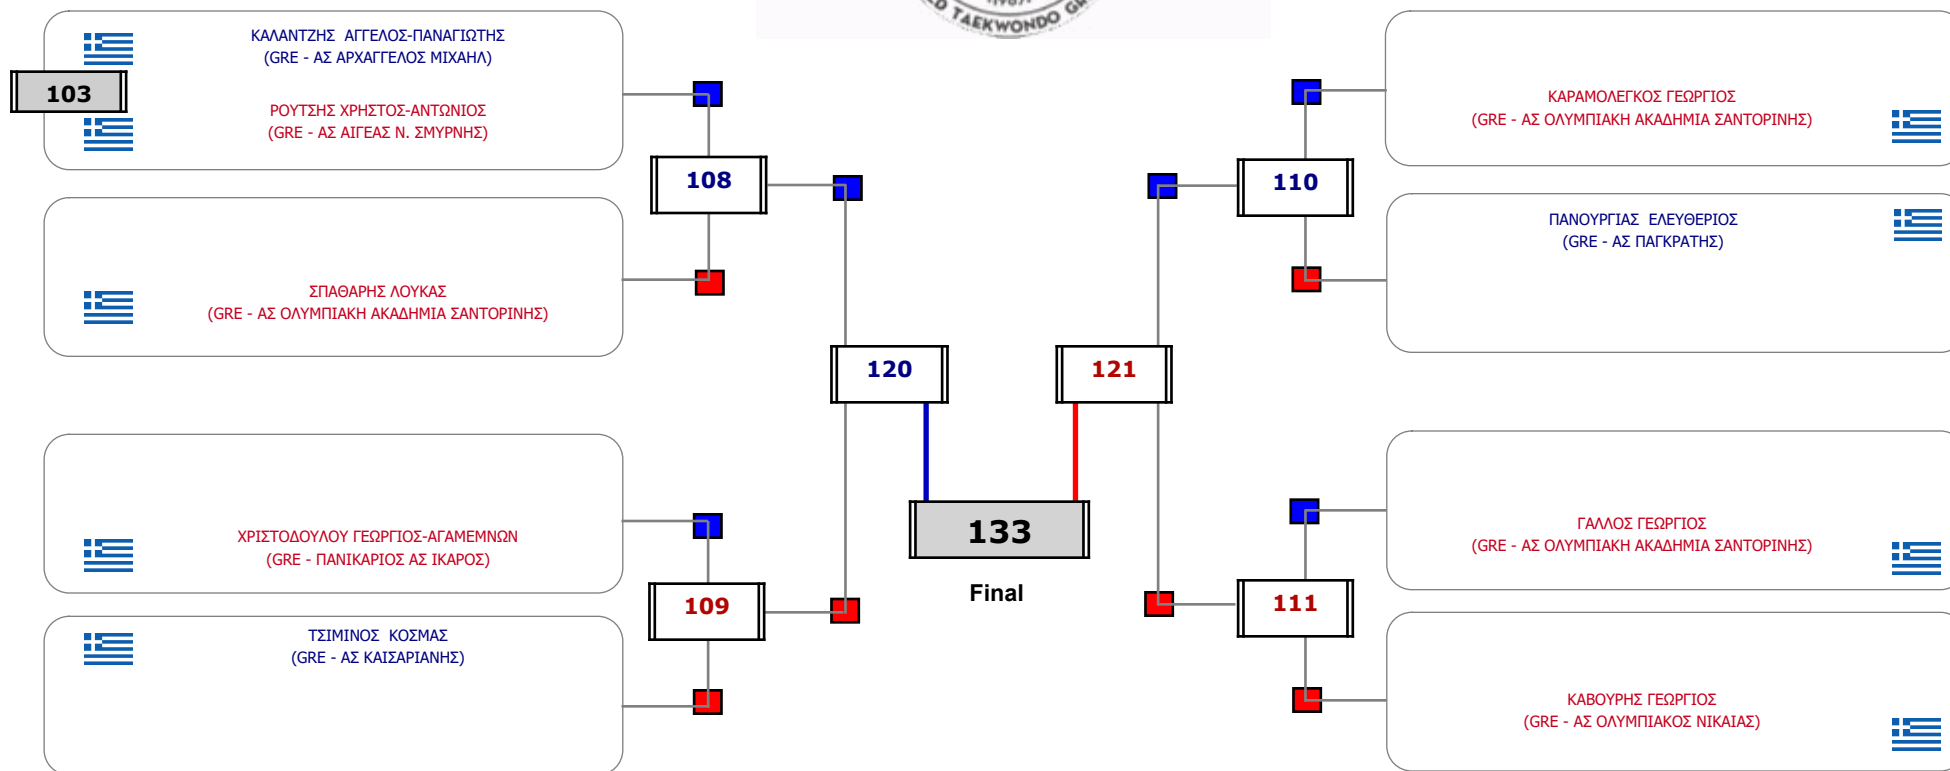 TAEKWONDO
ΚΑΛΑΝΤΖΗΣ ΑΓΓΕΛΟΣ-ΠΑΝΑΓΙΩΤΗΣ
(GRE - ΑΣ ΑΡΧΑΓΓΕΛΟΣ ΜΙΧΑΗΛ)
103
ΡΟΥΤΣΗΣ ΧΡΗΣΤΟΣ-ΑΝΤΩΝΙΟΣ
(GRE - ΑΣ ΑΙΓΕΑΣ Ν. ΣΜΥΡΝΗΣ)
108
ΣΠΑΘΑΡΗΣ ΛΟΥΚΑΣ
(GRE - ΑΣ ΟΛΥΜΠΙΑΚΗ ΑΚΑΔΗΜΙΑ ΣΑΝΤΟΡΙΝΗΣ)
120
ΧΡΙΣΤΟΔΟΥΛΟΥ ΓΕΩΡΓΙΟΣ-ΑΓΑΜΕΜΝΩΝ
(GRE - ΠΑΝΙΚΑΡΙΟΣ ΑΣ ΙΚΑΡΟΣ)
109
ΤΣΙΜΙΝΟΣ ΚΟΣΜΑΣ
(GRE - ΑΣ ΚΑΙΣΑΡΙΑΝΗΣ)
133
Final
ΚΑΡΑΜΟΛΕΓΚΟΣ ΓΕΩΡΓΙΟΣ
(GRE - ΑΣ ΟΛΥΜΠΙΑΚΗ ΑΚΑΔΗΜΙΑ ΣΑΝΤΟΡΙΝΗΣ)
110
ΠΑΝΟΥΡΓΙΑΣ ΕΛΕΥΘΕΡΙΟΣ
(GRE - ΑΣ ΠΑΓΚΡΑΤΗΣ)
121
ΓΑΛΛΟΣ ΓΕΩΡΓΙΟΣ
(GRE - ΑΣ ΟΛΥΜΠΙΑΚΗ ΑΚΑΔΗΜΙΑ ΣΑΝΤΟΡΙΝΗΣ)
111
ΚΑΒΟΥΡΗΣ ΓΕΩΡΓΙΟΣ
(GRE - ΑΣ ΟΛΥΜΠΙΑΚΟΣ ΝΙΚΑΙΑΣ)